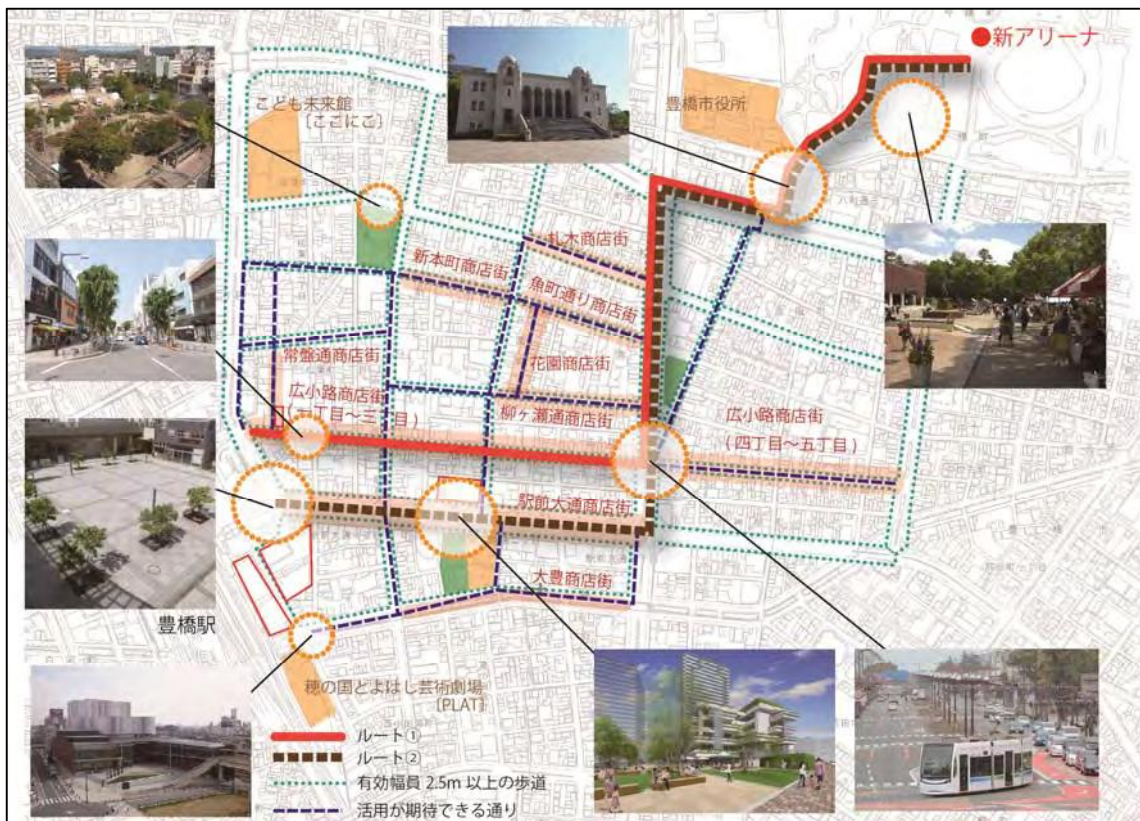 新アリーナ
こども未来館
〔ここにこ〕
豊橋市役所
札木商店街
新本町商店街
魚町通り商店街
常盤通商店街
花園商店街
広小路商店街
(一丁目～三丁目)
柳ヶ瀬通商店街
広小路商店街
(四丁目～五丁目)
駅前大通商店街
大豊商店街
豊橋駅
穂の国とよはし芸術劇場
〔PLAT〕
ルート①
ルート②
有効幅員 2.5m 以上の歩道
活用が期待できる通り